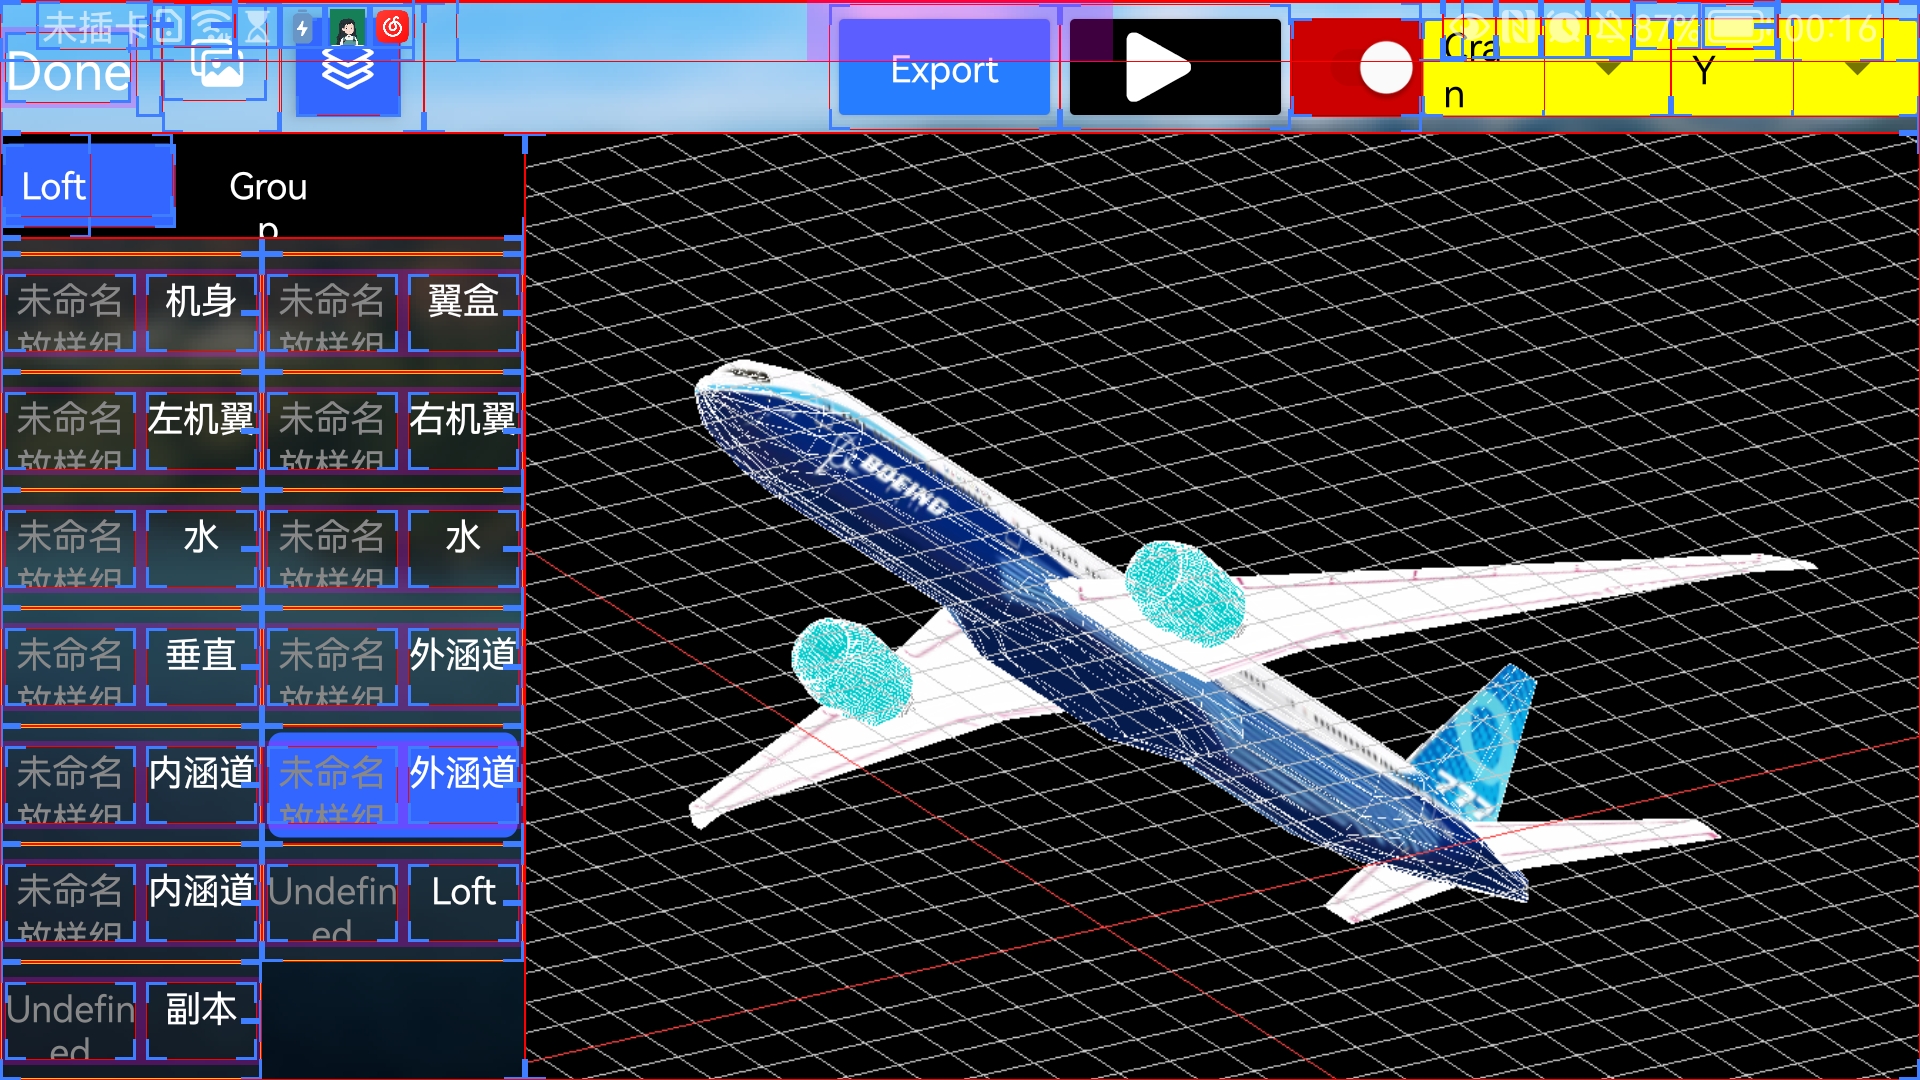 未插卡 87% 00:16
Done Export Cra
n Y
Loft Grou
p
未命名 机身 未命名 翼盒
放样组 放样组
未命名 左机翼 未命名 右机翼
放样组 放样组
未命名 水 未命名 水
放样组 放样组
未命名 垂直 未命名 外涵道
放样组 放样组
未命名 内涵道 未命名 外涵道
放样组 放样组
未命名 内涵道 Undefin Loft
放样组 ed
Undefin 副本
ed
BOEING
777